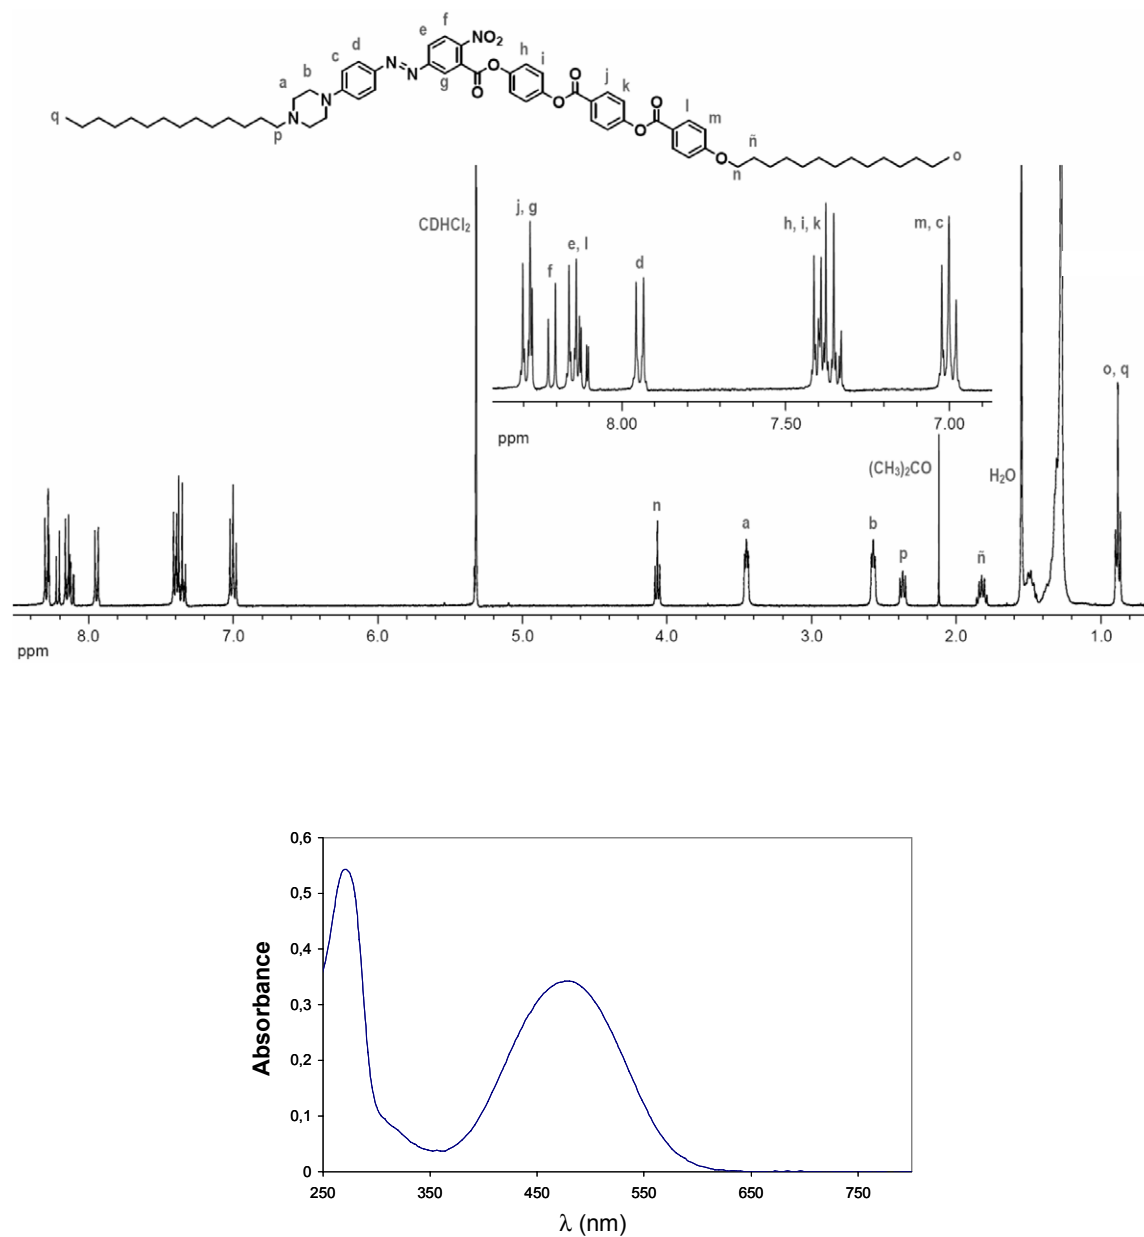 f
e
NO₂
d
c
N
N
h
i
g
O
O
O
j
k
b
a
N
N
O
O
l
m
O
q
p
ñ
O
n
o
j, g
h, i, k
m, c
CDHCl₂
e, l
f
d
o, q
8.00
7.50
7.00
ppm
(CH₃)₂CO
H₂O
n
a
b
p
ñ
8.0
7.0
6.0
5.0
4.0
3.0
2.0
1.0
ppm
0,6
0,5
0,4
0,3
0,2
0,1
0
Absorbance
250
350
450
550
650
750
λ (nm)